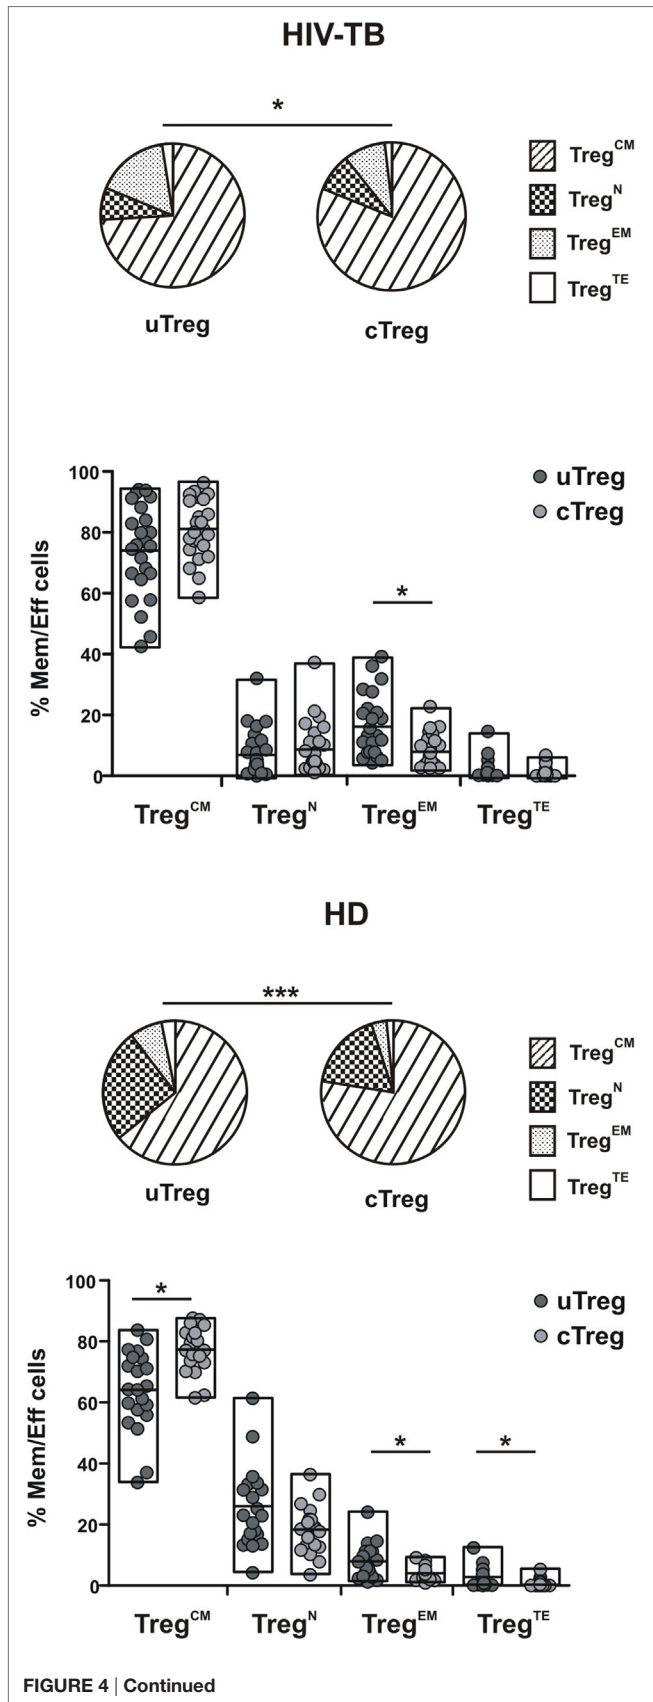 HIV-TB
*
Treg^CM
Treg^N
Treg^EM
Treg^TE
uTreg
cTreg
100
80
60
40
20
0
% Mem/Eff cells
uTreg
cTreg
*
Treg^CM
Treg^N
Treg^EM
Treg^TE
HD
***
Treg^CM
Treg^N
Treg^EM
Treg^TE
uTreg
cTreg
100
80
60
40
20
0
% Mem/Eff cells
uTreg
cTreg
*
*
*
Treg^CM
Treg^N
Treg^EM
Treg^TE
FIGURE 4 | Continued